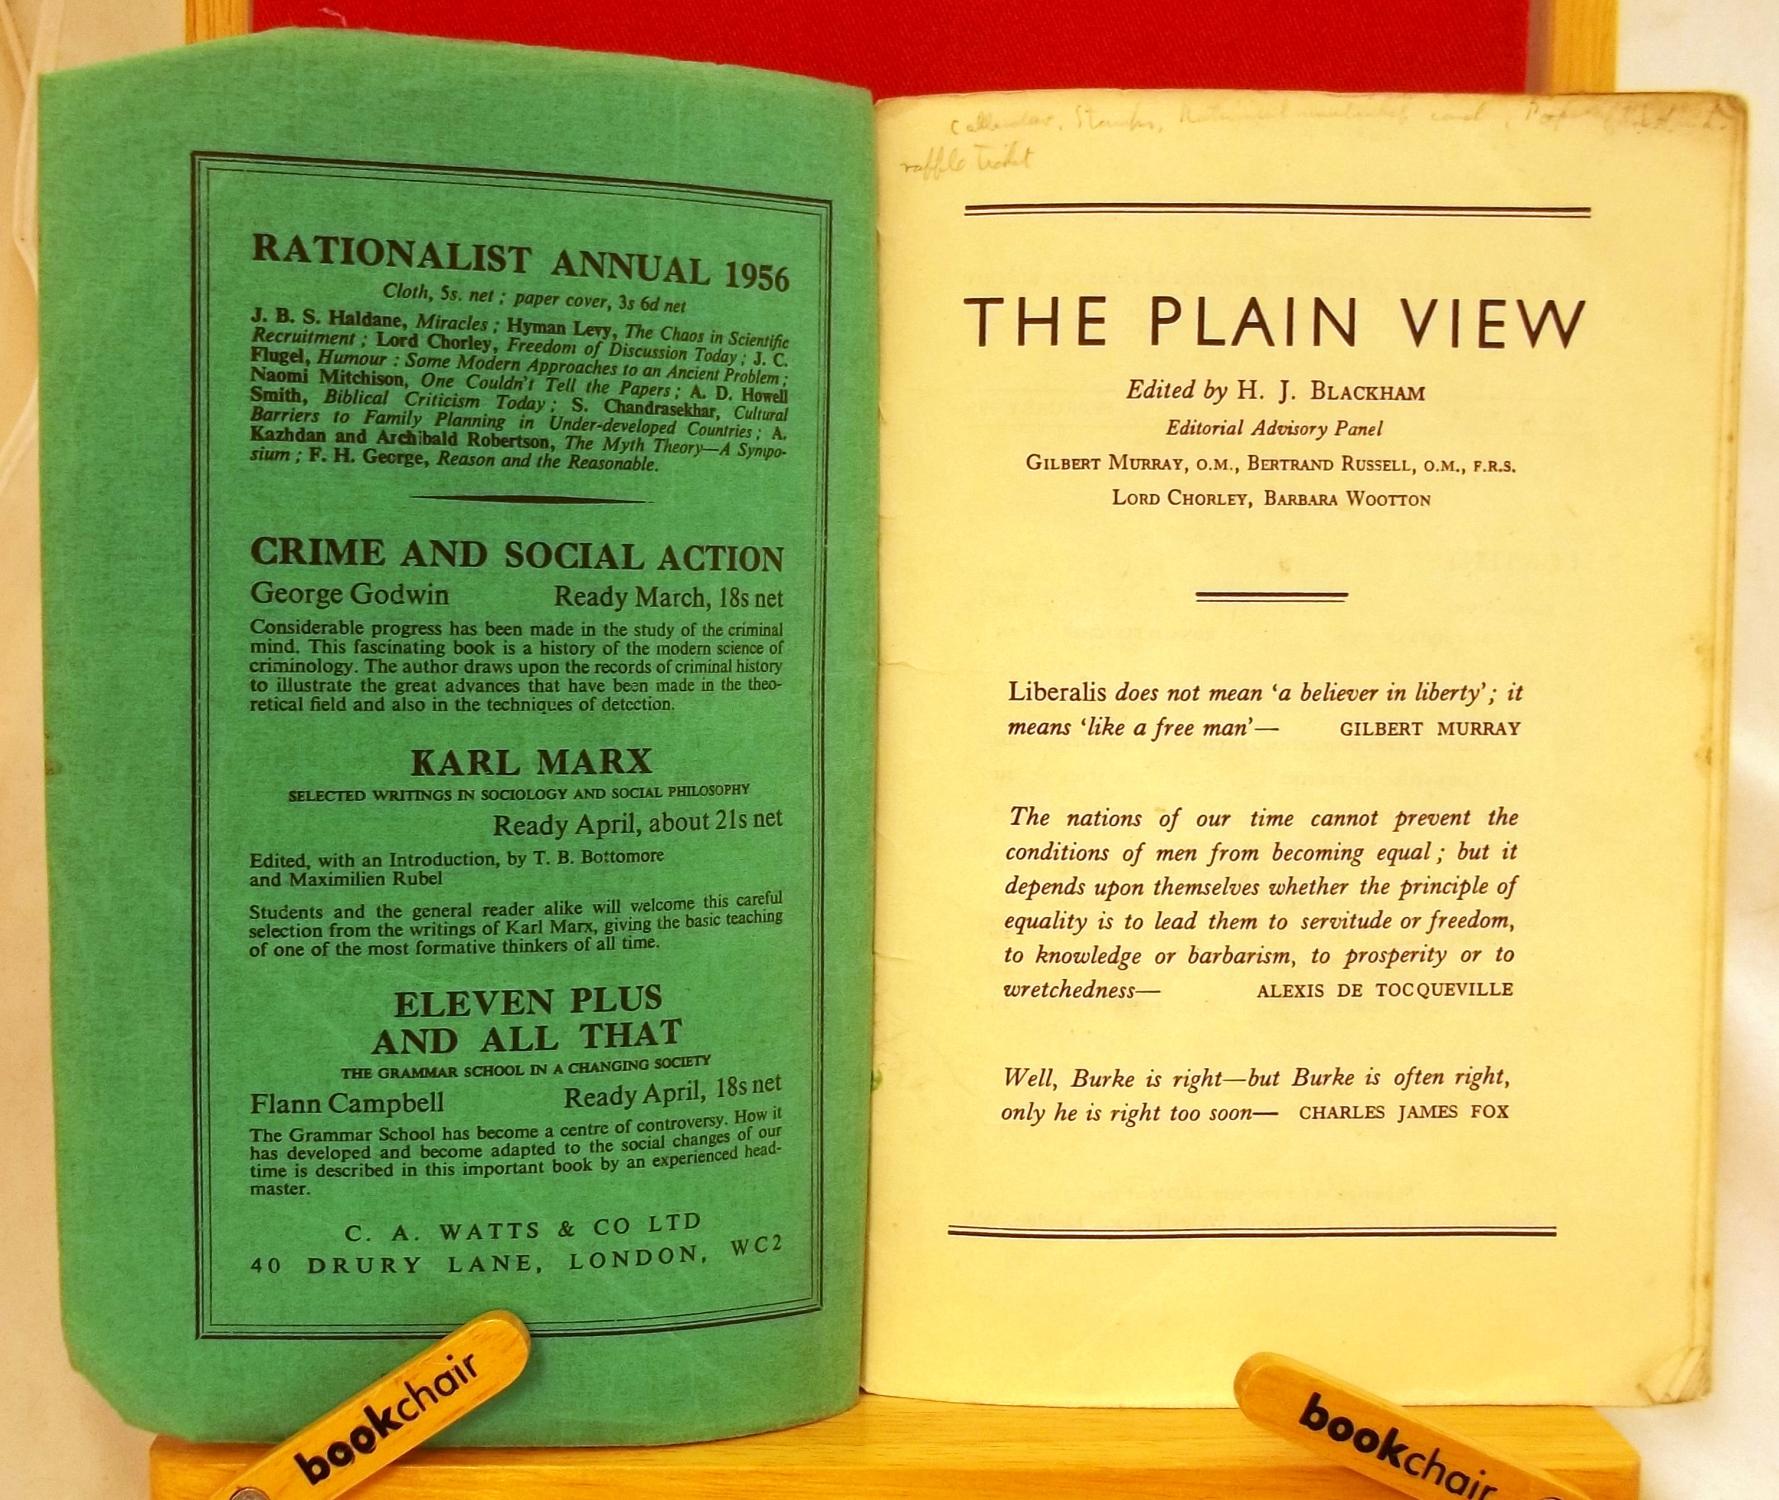 RATIONALIST ANNUAL 1956
Cloth, 5s. net ; paper cover, 3s 6d net
J. B. S. Haldane, Miracles ; Hyman Levy, The Chaos in Scientific
Recruitment ; Lord Chorley, Freedom of Discussion Today ; J. C.
Flugel, Humour : Some Modern Approaches to an Ancient Problem ;
Naomi Mitchison, One Couldn't Tell the Papers ; A. D. Howell
Smith, Biblical Criticism Today ; S. Chandrasekhar, Cultural
Barriers to Family Planning in Under-developed Countries ; A.
Kazhdan and Archibald Robertson, The Myth Theory—A Sympo-
sium ; F. H. George, Reason and the Reasonable.
CRIME AND SOCIAL ACTION
George Godwin Ready March, 18s net
Considerable progress has been made in the study of the criminal
mind. This fascinating book is a history of the modern science of
criminology. The author draws upon the records of criminal history
to illustrate the great advances that have been made in the theo-
retical field and also in the techniques of detection.
KARL MARX
SELECTED WRITINGS IN SOCIOLOGY AND SOCIAL PHILOSOPHY
Ready April, about 21s net
Edited, with an Introduction, by T. B. Bottomore
and Maximilien Rubel
Students and the general reader alike will welcome this careful
selection from the writings of Karl Marx, giving the basic teaching
of one of the most formative thinkers of all time.
ELEVEN PLUS
AND ALL THAT
THE GRAMMAR SCHOOL IN A CHANGING SOCIETY
Flann Campbell Ready April, 18s net
The Grammar School has become a centre of controversy. How it
has developed and become adapted to the social changes of our
time is described in this important book by an experienced head-
master.
C. A. WATTS & CO LTD
40 DRURY LANE, LONDON, WC2
bookchair
Stamps,
raffle ticket
THE PLAIN VIEW
Edited by H. J. BLACKHAM
Editorial Advisory Panel
GILBERT MURRAY, O.M., BERTRAND RUSSELL, O.M., F.R.S.
LORD CHORLEY, BARBARA WOOTTON
Liberalis does not mean 'a believer in liberty' ; it
means 'like a free man'— GILBERT MURRAY
The nations of our time cannot prevent the
conditions of men from becoming equal ; but it
depends upon themselves whether the principle of
equality is to lead them to servitude or freedom,
to knowledge or barbarism, to prosperity or to
wretchedness— ALEXIS DE TOCQUEVILLE
Well, Burke is right—but Burke is often right,
only he is right too soon— CHARLES JAMES FOX
bookchair